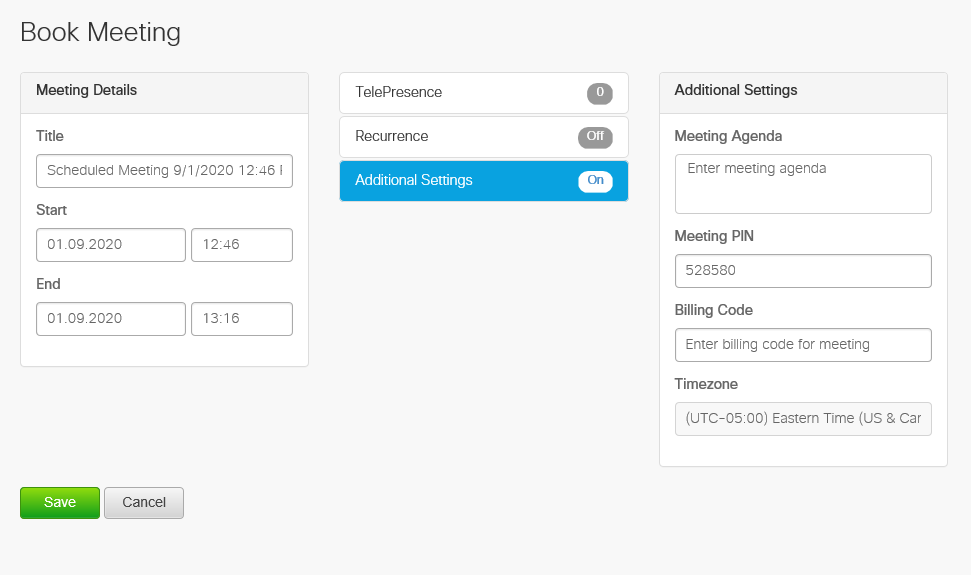 Book Meeting
Meeting Details
Title
Scheduled Meeting 9/1/2020 12:46
Start
01.09.2020
12:46
End
01.09.2020
13:16
TelePresence
0
Recurrence
Off
Additional Settings
On
Additional Settings
Meeting Agenda
Enter meeting agenda
Meeting PIN
528580
Billing Code
Enter billing code for meeting
Timezone
(UTC-05:00) Eastern Time (US & Car
Save
Cancel